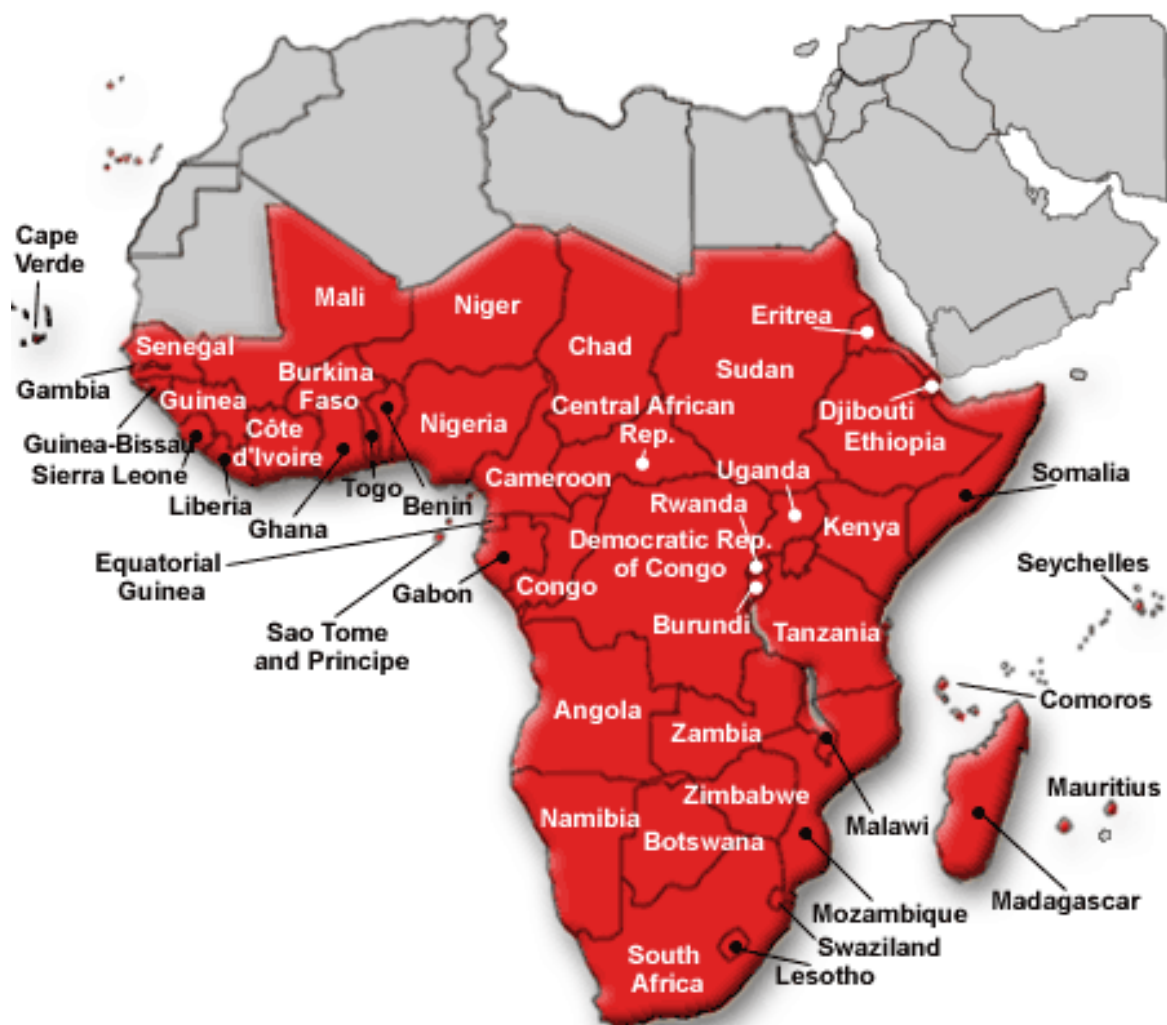 Cape
Verde
Mali
Niger
Chad
Eritrea
Sudan
Senegal
Gambia
Burkina
Faso
Guinea
Nigeria
Central African
Rep.
Djibouti
Ethiopia
Guinea-Bissau
Côte
d'Ivoire
Sierra Leone
Cameroon
Uganda
Somalia
Liberia
Togo
Benin
Ghana
Rwanda
Kenya
Democratic Rep.
of Congo
Equatorial
Guinea
Gabon
Congo
Seychelles
Burundi
Tanzania
Sao Tome
and Principe
Comoros
Angola
Zambia
Mauritius
Zimbabwe
Namibia
Malawi
Botswana
Madagascar
Mozambique
Swaziland
South
Africa
Lesotho